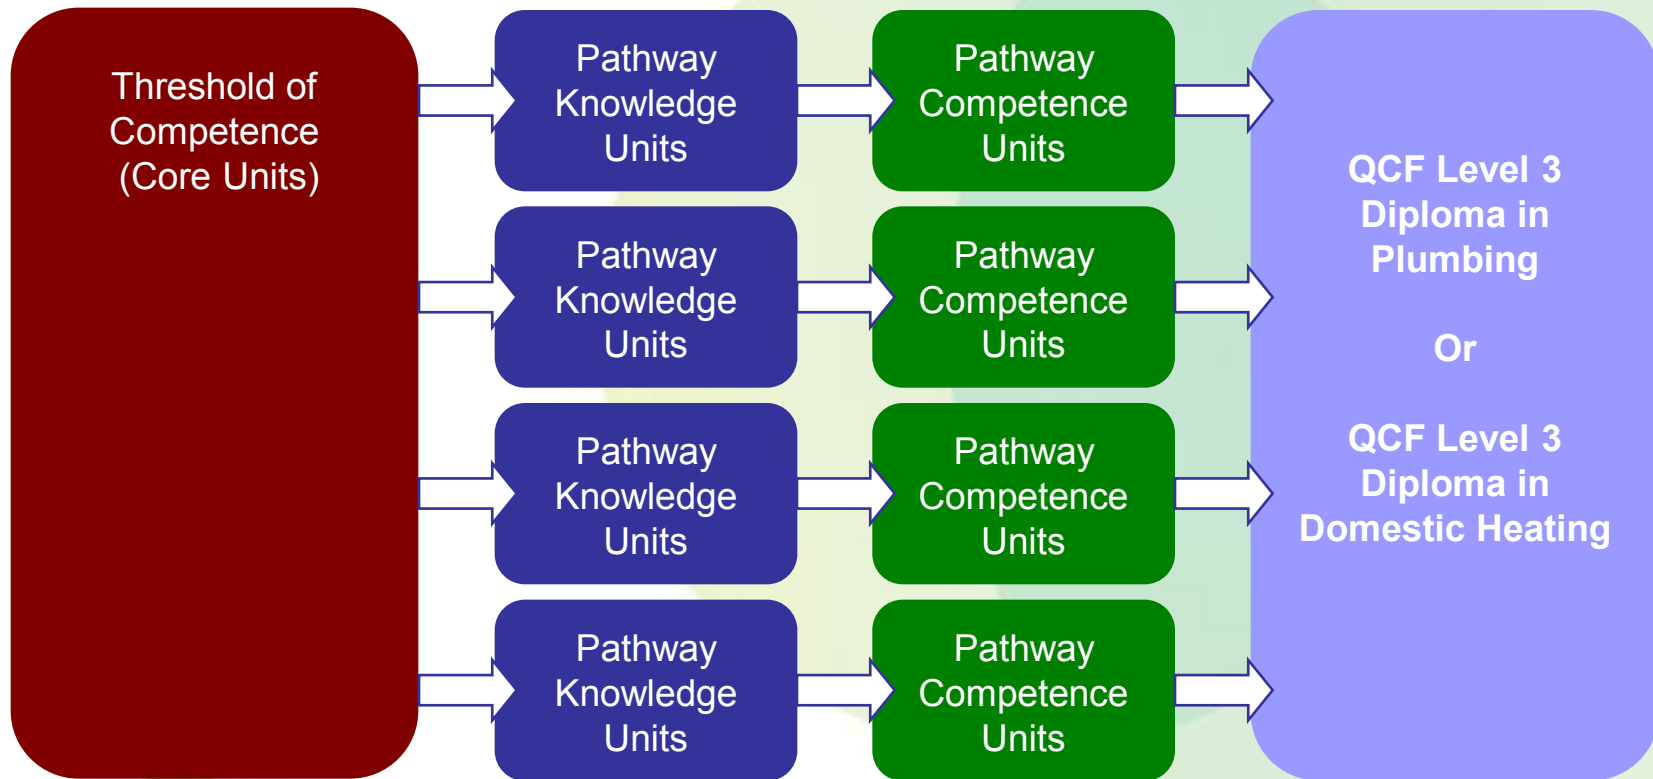 Threshold of
Competence
(Core Units)
Pathway
Knowledge
Units
Pathway
Competence
Units
Pathway
Knowledge
Units
Pathway
Competence
Units
Pathway
Knowledge
Units
Pathway
Competence
Units
Pathway
Knowledge
Units
Pathway
Competence
Units
QCF Level 3
Diploma in
Plumbing
Or
QCF Level 3
Diploma in
Domestic Heating